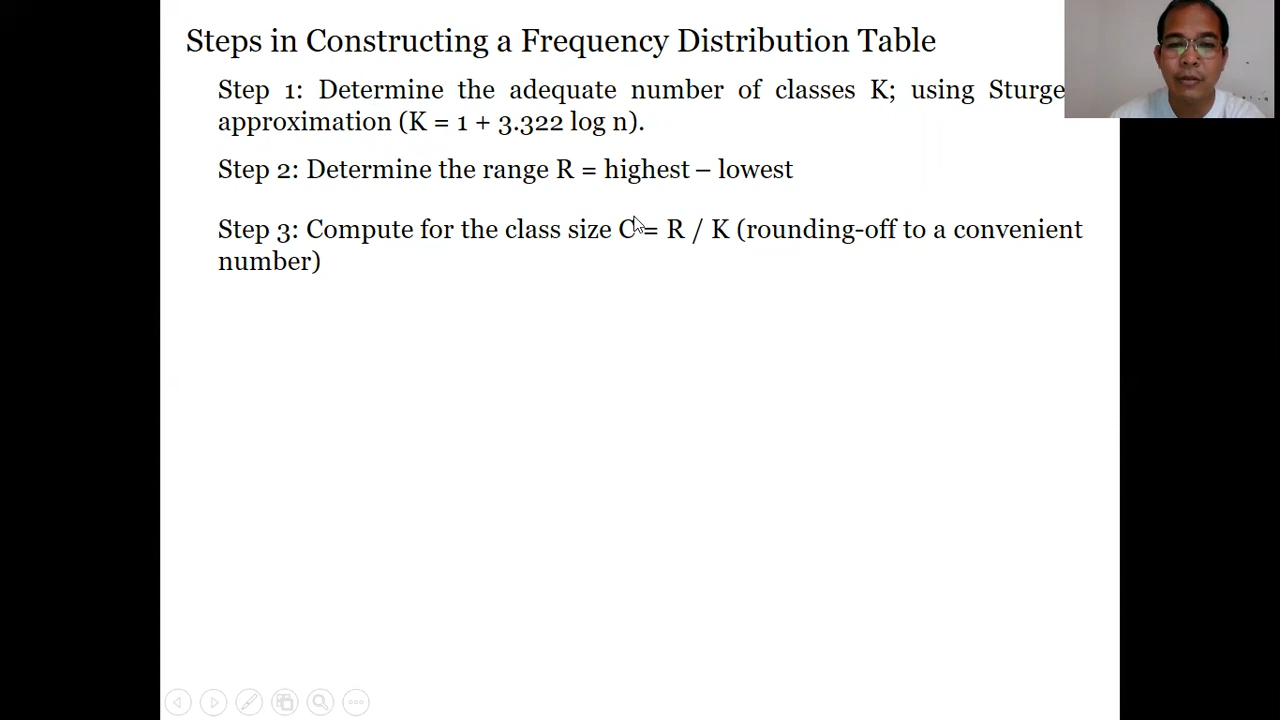 Steps in Constructing a Frequency Distribution Table
Step 1: Determine the adequate number of classes K; using Sturge
approximation (K = 1 + 3.322 log n).
Step 2: Determine the range R = highest – lowest
Step 3: Compute for the class size C = R / K (rounding-off to a convenient
number)